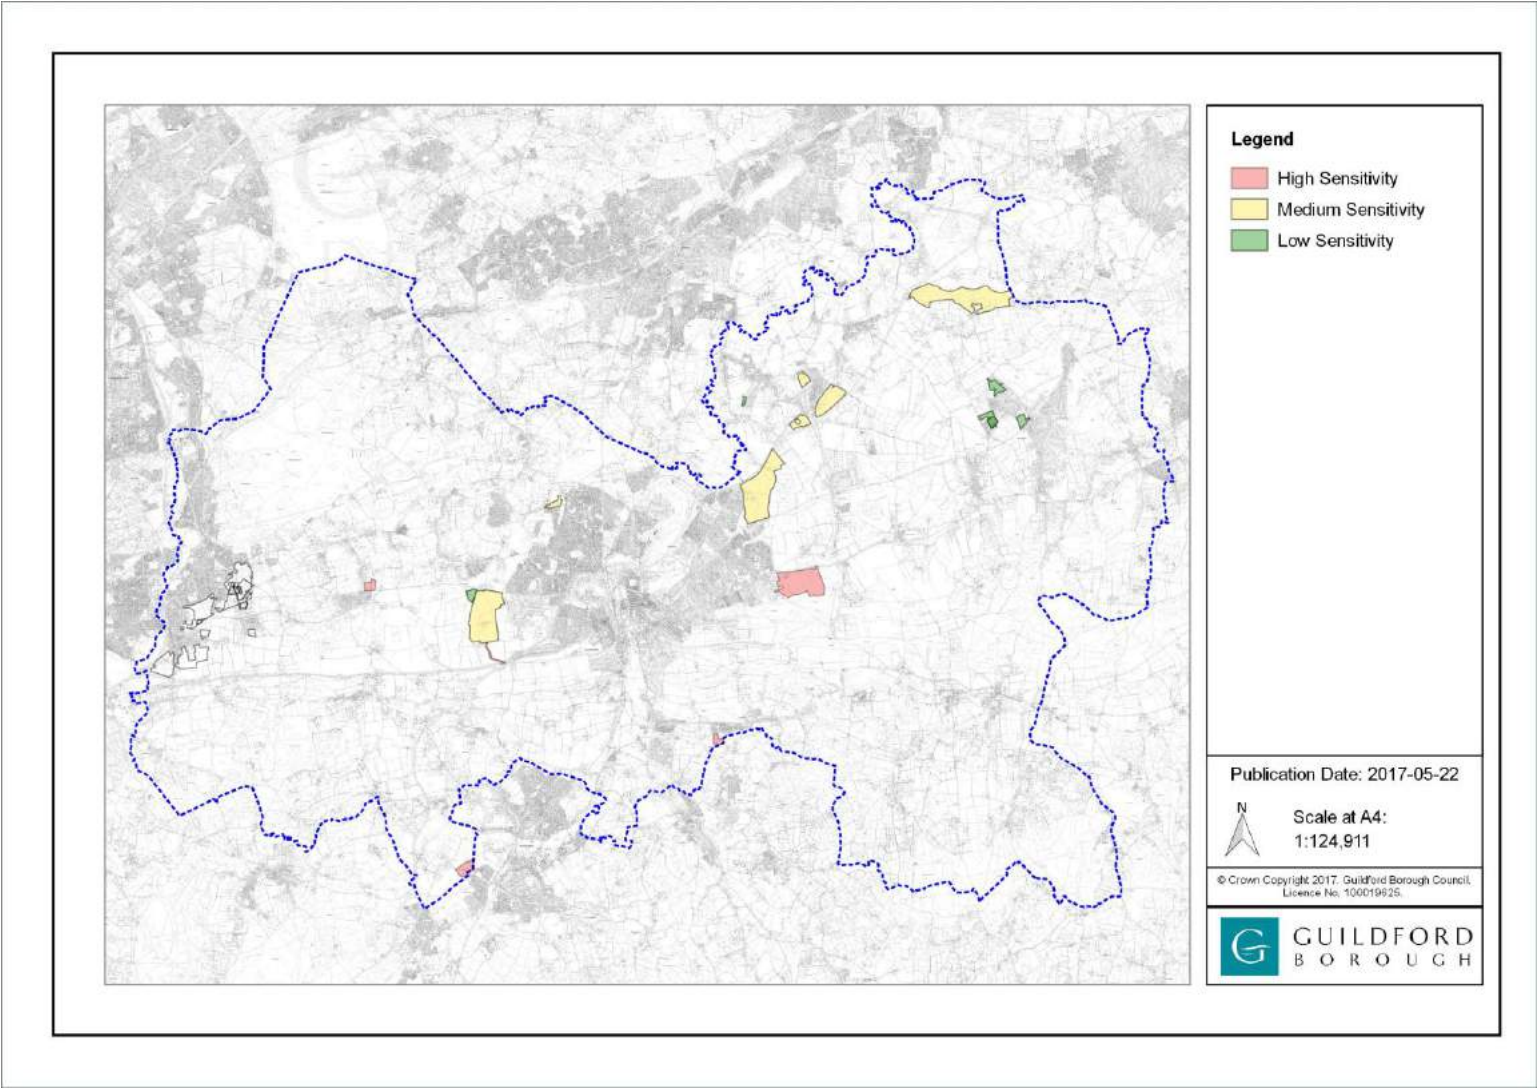 Legend
High Sensitivity
Medium Sensitivity
Low Sensitivity
Publication Date: 2017-05-22
N
Scale at A4:
1:124,911
© Crown Copyright 2017. Guildford Borough Council.
Licence No. 100019625.
G
GUILDFORD
BOROUGH